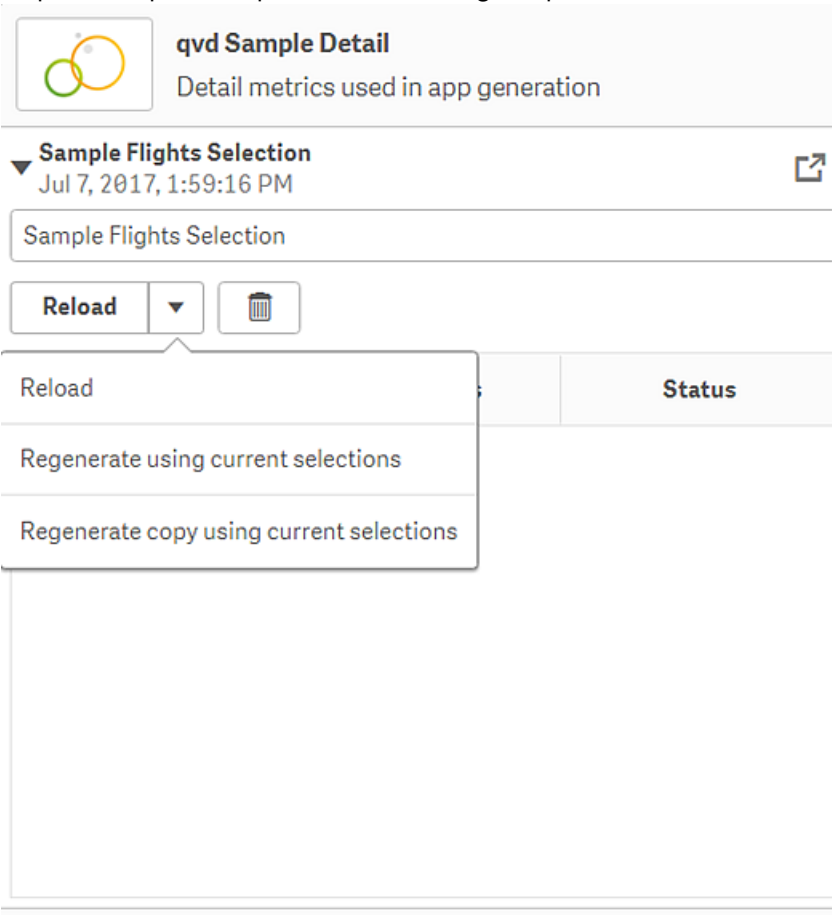 qvd Sample Detail
Detail metrics used in app generation
Sample Flights Selection
Jul 7, 2017, 1:59:16 PM
Sample Flights Selection
Reload
Reload
Status
Regenerate using current selections
Regenerate copy using current selections